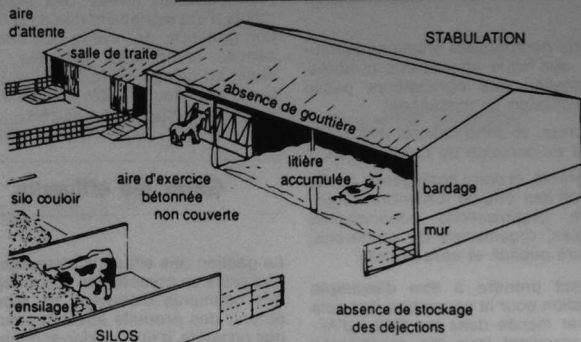 aire
d'attente
salle de traite
STABULATION
absence de gouttière
litière
accumulée
aire d'exercice
bétonnée
non couverte
bardage
mur
silo couloir
ensilage
SILOS
absence de stockage
des déjections